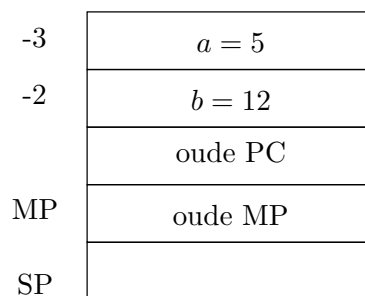 -3 a = 5
-2 b = 12
oude PC
MP oude MP
SP